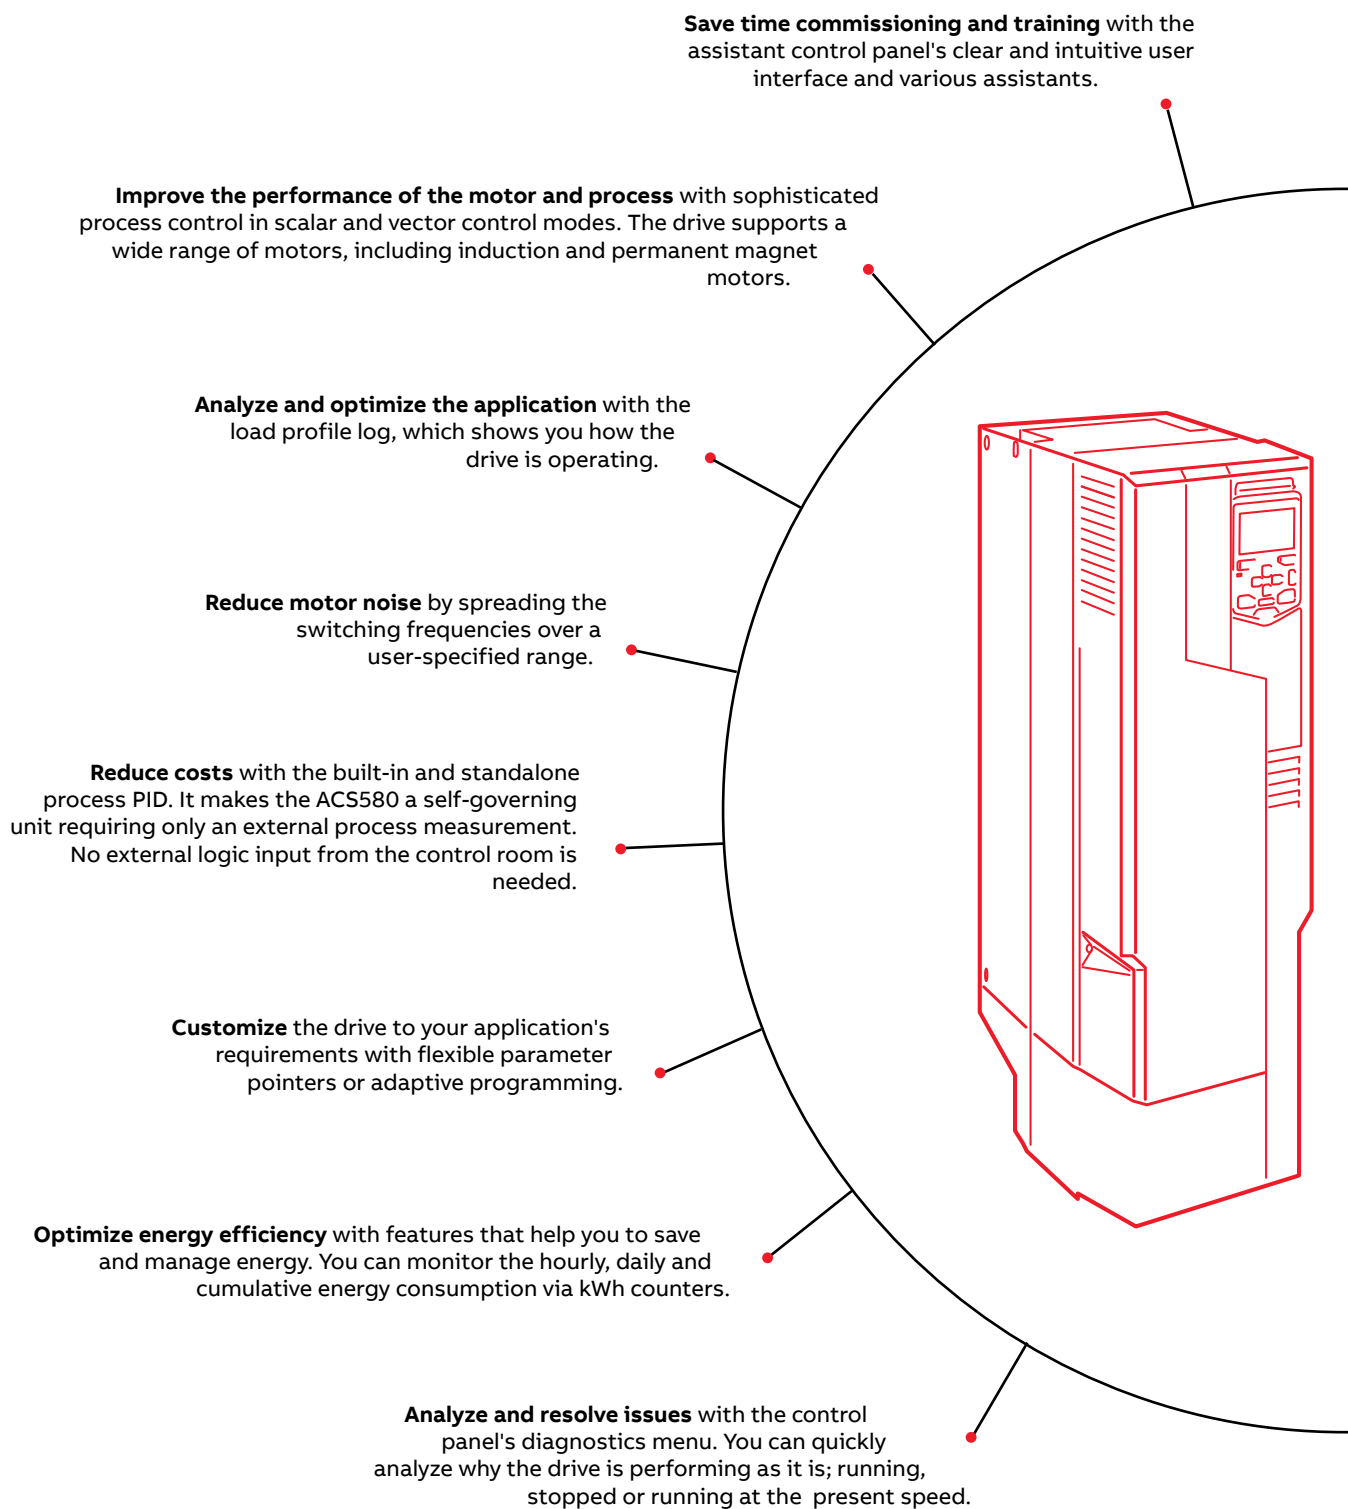 Save time commissioning and training with the
assistant control panel's clear and intuitive user
interface and various assistants.
Improve the performance of the motor and process with sophisticated
process control in scalar and vector control modes. The drive supports a
wide range of motors, including induction and permanent magnet
motors.
Analyze and optimize the application with the
load profile log, which shows you how the
drive is operating.
Reduce motor noise by spreading the
switching frequencies over a
user-specified range.
Reduce costs with the built-in and standalone
process PID. It makes the ACS580 a self-governing
unit requiring only an external process measurement.
No external logic input from the control room is
needed.
Customize the drive to your application's
requirements with flexible parameter
pointers or adaptive programming.
Optimize energy efficiency with features that help you to save
and manage energy. You can monitor the hourly, daily and
cumulative energy consumption via kWh counters.
Analyze and resolve issues with the control
panel's diagnostics menu. You can quickly
analyze why the drive is performing as it is; running,
stopped or running at the present speed.